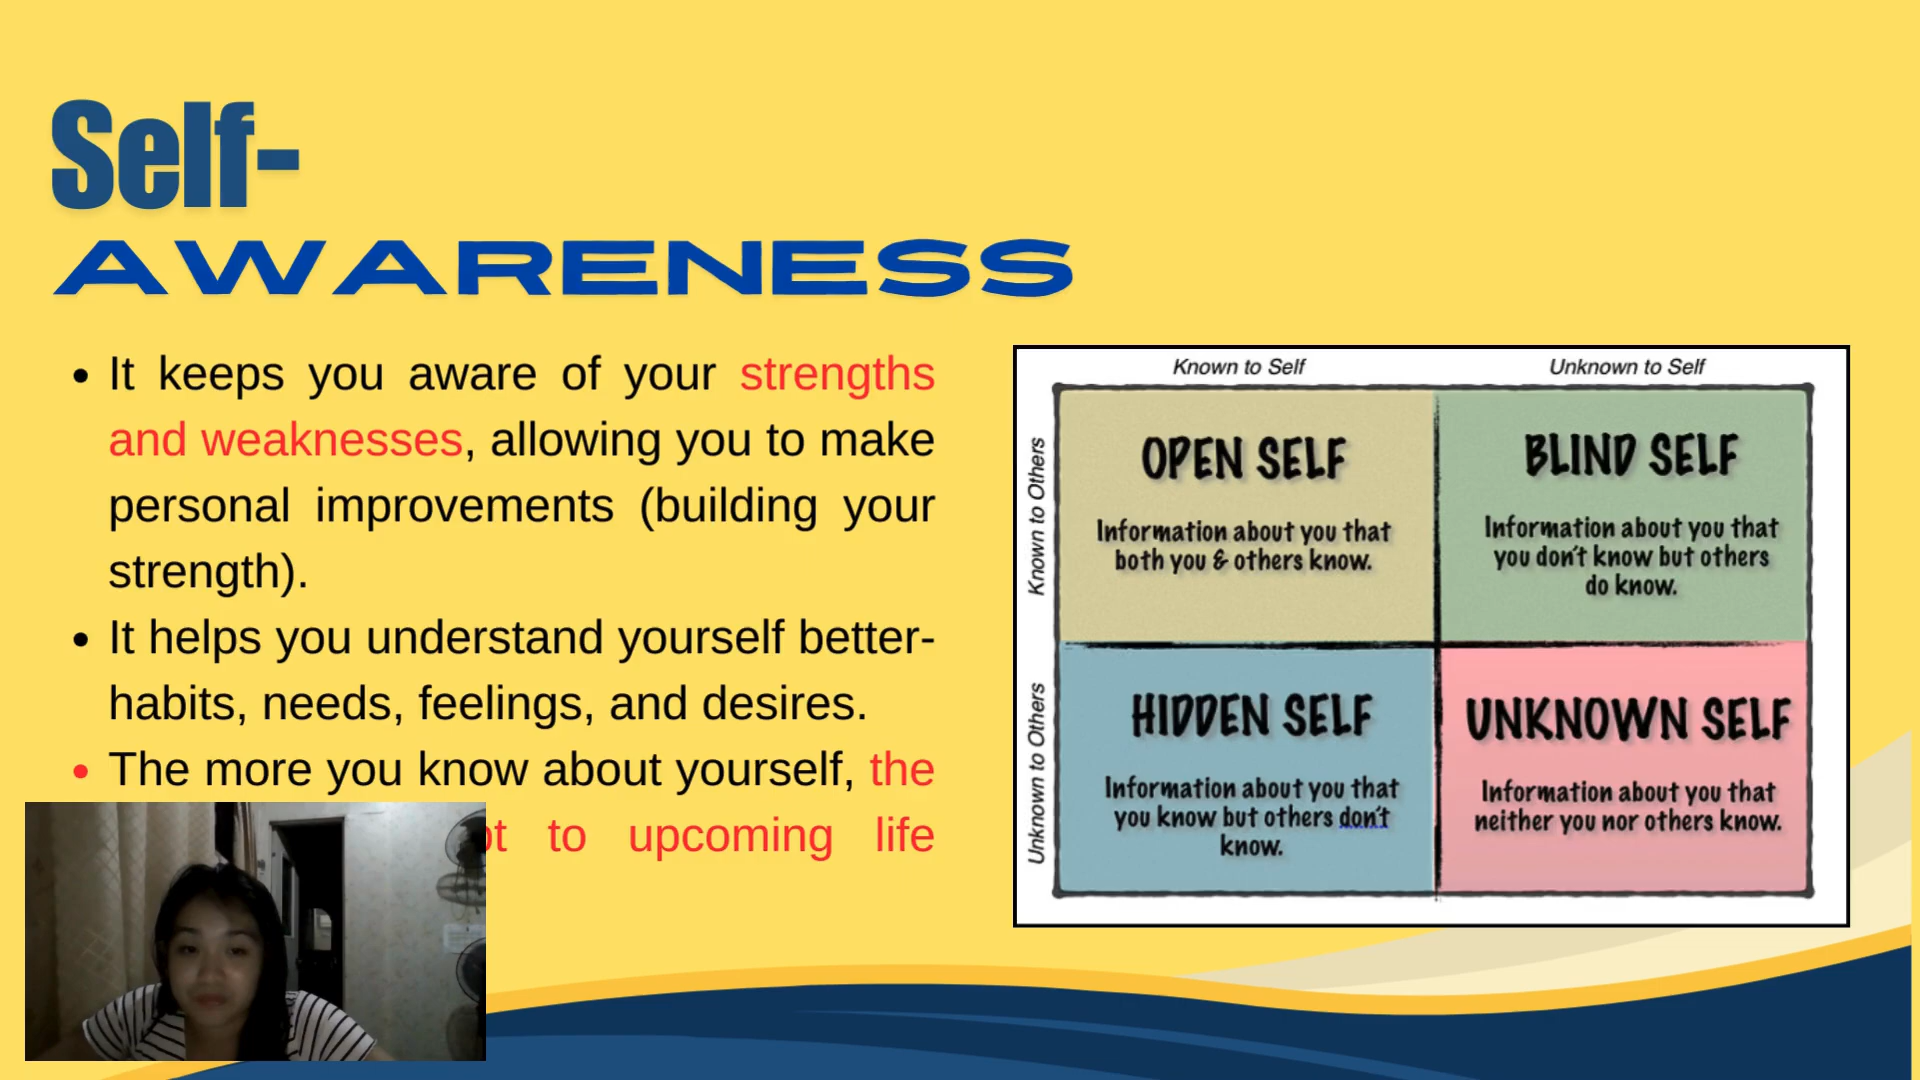 Self-
AWARENESS
It keeps you aware of your strengths
and weaknesses, allowing you to make
personal improvements (building your
strength).
It helps you understand yourself better-
habits, needs, feelings, and desires.
The more you know about yourself, the
to upcoming life
Known to Self
Unknown to Self
Known to Others
OPEN SELF
Information about you that
both you & others know.
BLIND SELF
Information about you that
you don't know but others
do know.
Unknown to Others
HIDDEN SELF
Information about you that
you know but others don't
know.
UNKNOWN SELF
Information about you that
neither you nor others know.